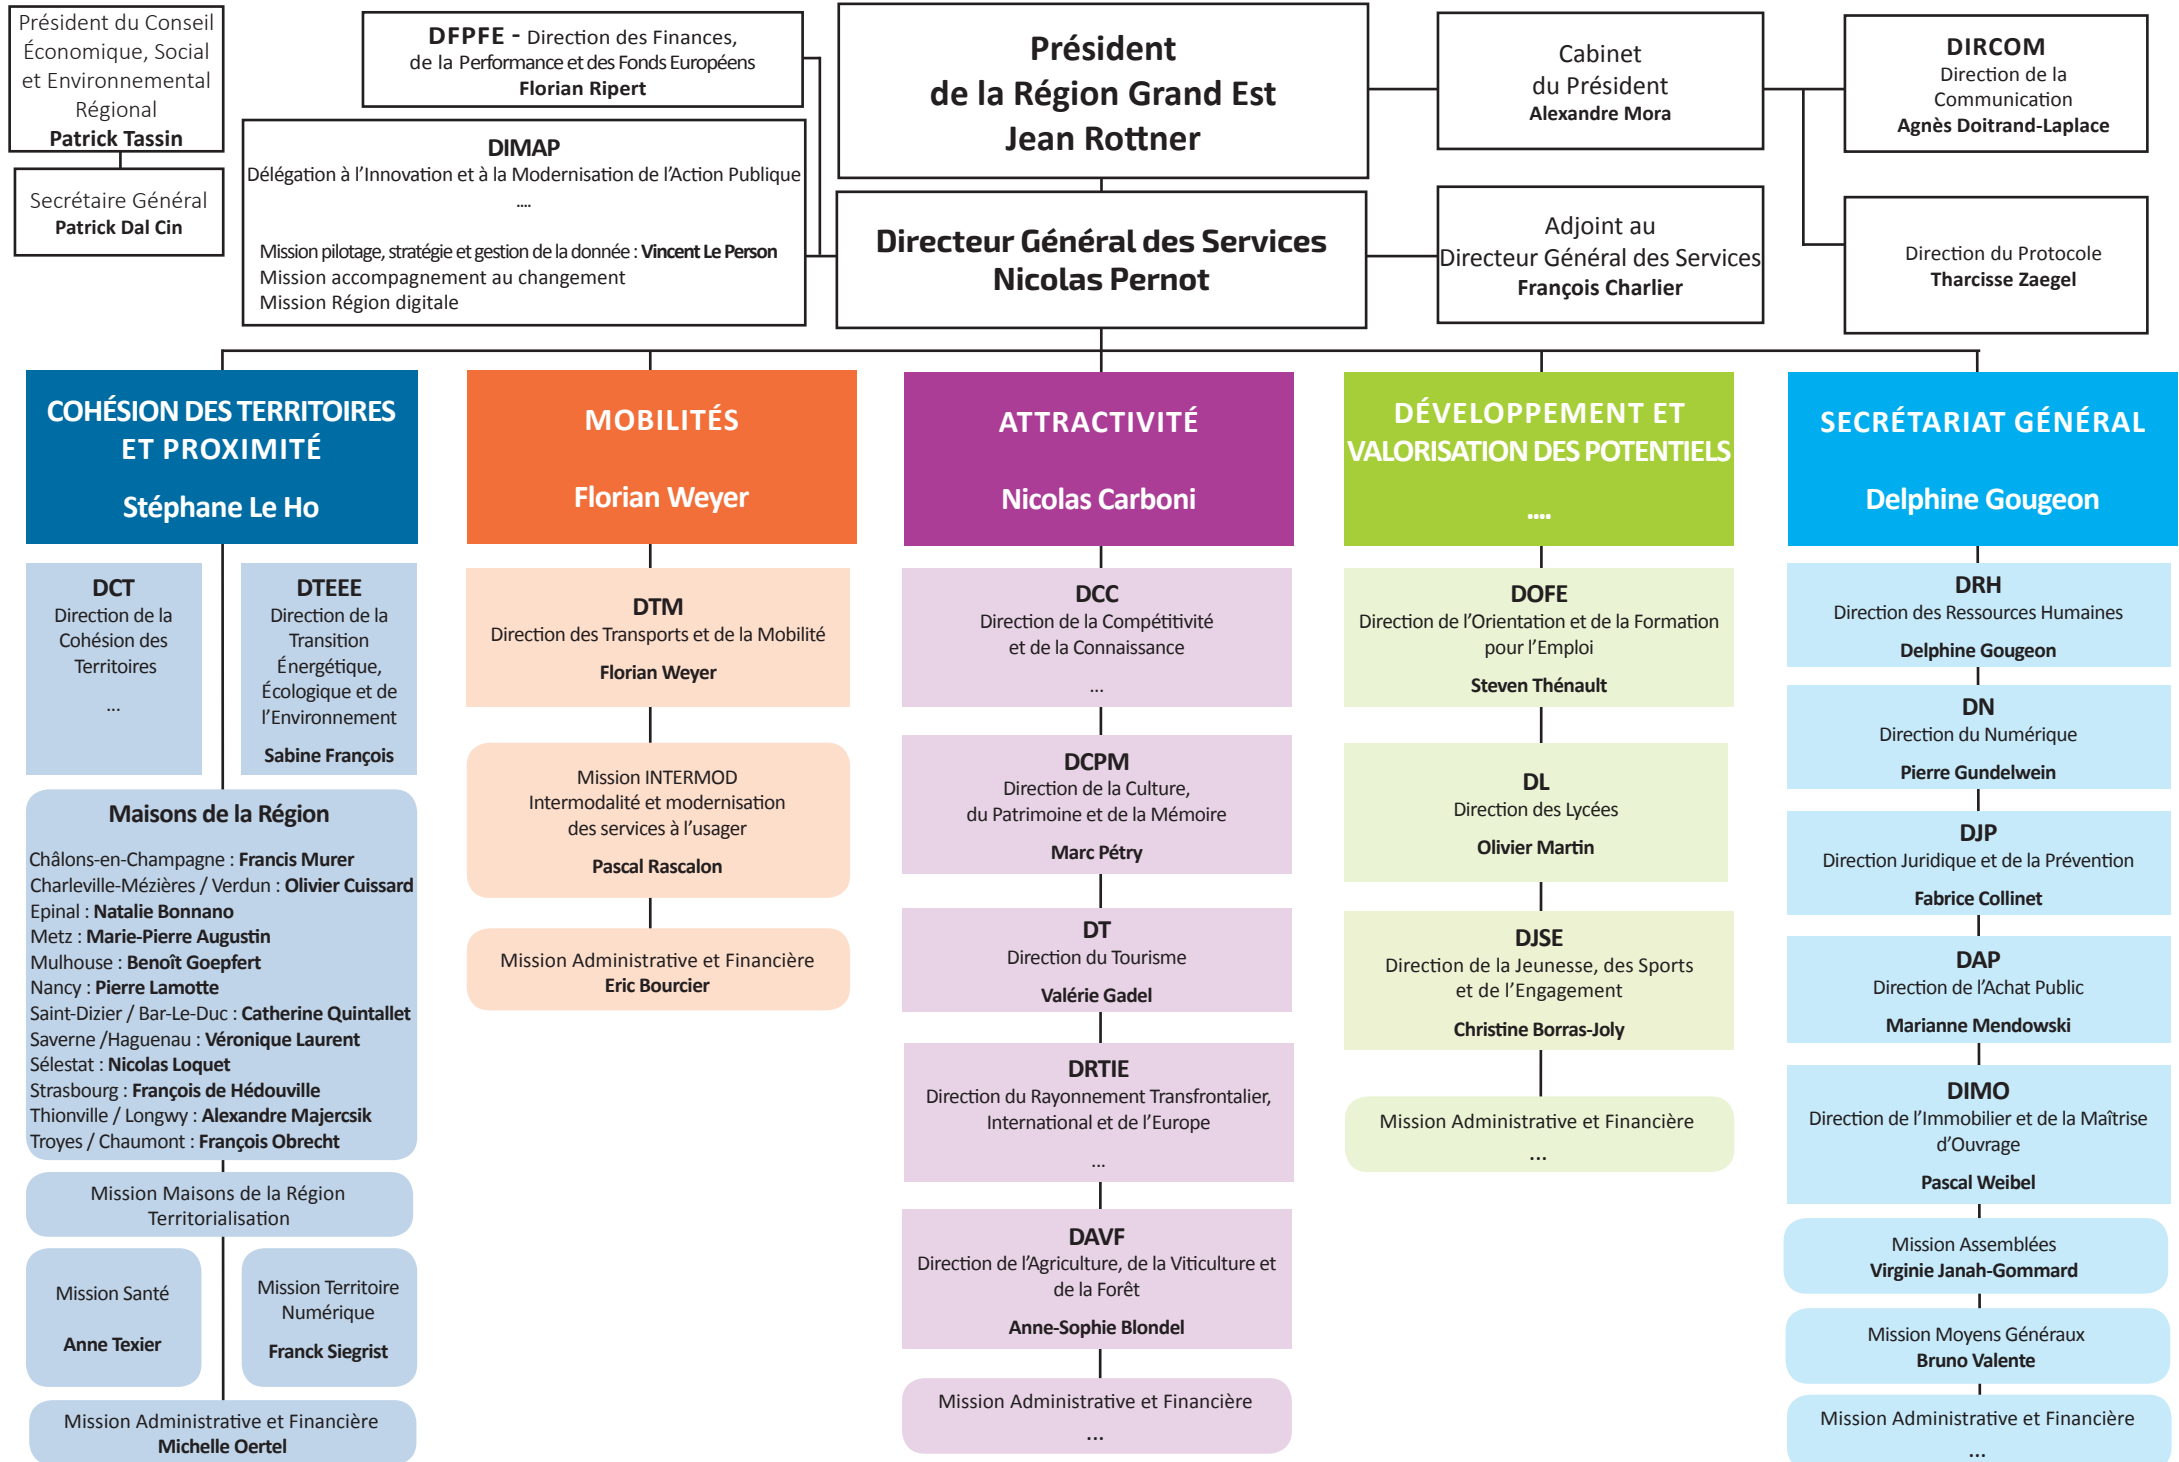 Président du Conseil
Économique, Social
et Environnemental
Régional
Patrick Tassin
Secrétaire Général
Patrick Dal Cin
DFPFE - Direction des Finances,
de la Performance et des Fonds Européens
Florian Ripert
DIMAP
Délégation à l'Innovation et à la Modernisation de l'Action Publique
....
Mission pilotage, stratégie et gestion de la donnée : Vincent Le Person
Mission accompagnement au changement
Mission Région digitale
Président
de la Région Grand Est
Jean Rottner
Directeur Général des Services
Nicolas Pernot
Cabinet
du Président
Alexandre Mora
Adjoint au
Directeur Général des Services
François Charlier
DIRCOM
Direction de la
Communication
Agnès Doitrand-Laplace
Direction du Protocole
Tharcisse Zaegel
COHÉSION DES TERRITOIRES
ET PROXIMITÉ
Stéphane Le Ho
DCT
Direction de la
Cohésion des
Territoires
...
DTEEE
Direction de la
Transition
Énergétique,
Écologique et de
l'Environnement
Sabine François
Maisons de la Région
Châlons-en-Champagne : Francis Murer
Charleville-Mézières / Verdun : Olivier Cuissard
Epinal : Natalie Bonnano
Metz : Marie-Pierre Augustin
Mulhouse : Benoît Goepfert
Nancy : Pierre Lamotte
Saint-Dizier / Bar-Le-Duc : Catherine Quintallet
Saverne /Haguenau : Véronique Laurent
Sélestat : Nicolas Loquet
Strasbourg : François de Hédouville
Thionville / Longwy : Alexandre Majercsik
Troyes / Chaumont : François Obrecht
Mission Maisons de la Région
Territorialisation
Mission Santé
Anne Texier
Mission Territoire
Numérique
Franck Siegrist
Mission Administrative et Financière
Michelle Oertel
MOBILITÉS
Florian Weyer
DTM
Direction des Transports et de la Mobilité
Florian Weyer
Mission INTERMOD
Intermodalité et modernisation
des services à l'usager
Pascal Rascalon
Mission Administrative et Financière
Eric Bourcier
ATTRACTIVITÉ
Nicolas Carboni
DCC
Direction de la Compétitivité
et de la Connaissance
...
DCPM
Direction de la Culture,
du Patrimoine et de la Mémoire
Marc Pétry
DT
Direction du Tourisme
Valérie Gadel
DRTIE
Direction du Rayonnement Transfrontalier,
International et de l'Europe
...
DAVF
Direction de l'Agriculture, de la Viticulture et
de la Forêt
Anne-Sophie Blondel
Mission Administrative et Financière
...
DÉVELOPPEMENT ET
VALORISATION DES POTENTIELS
....
DOFE
Direction de l'Orientation et de la Formation
pour l'Emploi
Steven Thénault
DL
Direction des Lycées
Olivier Martin
DJSE
Direction de la Jeunesse, des Sports
et de l'Engagement
Christine Borras-Joly
Mission Administrative et Financière
...
SECRÉTARIAT GÉNÉRAL
Delphine Gougeon
DRH
Direction des Ressources Humaines
Delphine Gougeon
DN
Direction du Numérique
Pierre Gundelwein
DJP
Direction Juridique et de la Prévention
Fabrice Collinet
DAP
Direction de l'Achat Public
Marianne Mendowski
DIMO
Direction de l'Immobilier et de la Maîtrise
d'Ouvrage
Pascal Weibel
Mission Assemblées
Virginie Janah-Gommard
Mission Moyens Généraux
Bruno Valente
Mission Administrative et Financière
...